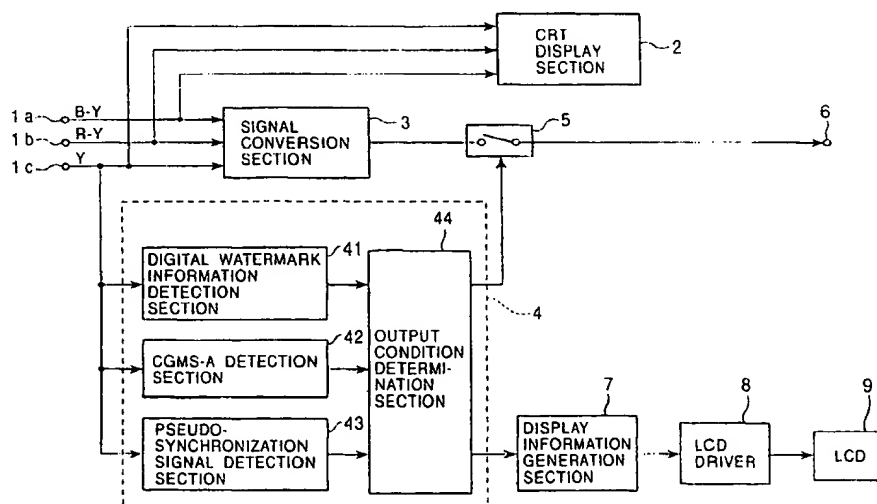 CRT
DISPLAY
SECTION
2
1a
B-Y
1b
R-Y
1c
Y
SIGNAL
CONVERSION
SECTION
3
5
6
44
DIGITAL WATERMARK
INFORMATION
DETECTION
SECTION
41
4
42
CGMS-A DETECTION
SECTION
OUTPUT
CONDITION
DETERMI-
NATION
SECTION
43
PSEUDO-
SYNCHRONIZATION
SIGNAL DETECTION
SECTION
7
DISPLAY
INFORMATION
GENERATION
SECTION
8
LCD
DRIVER
9
LCD